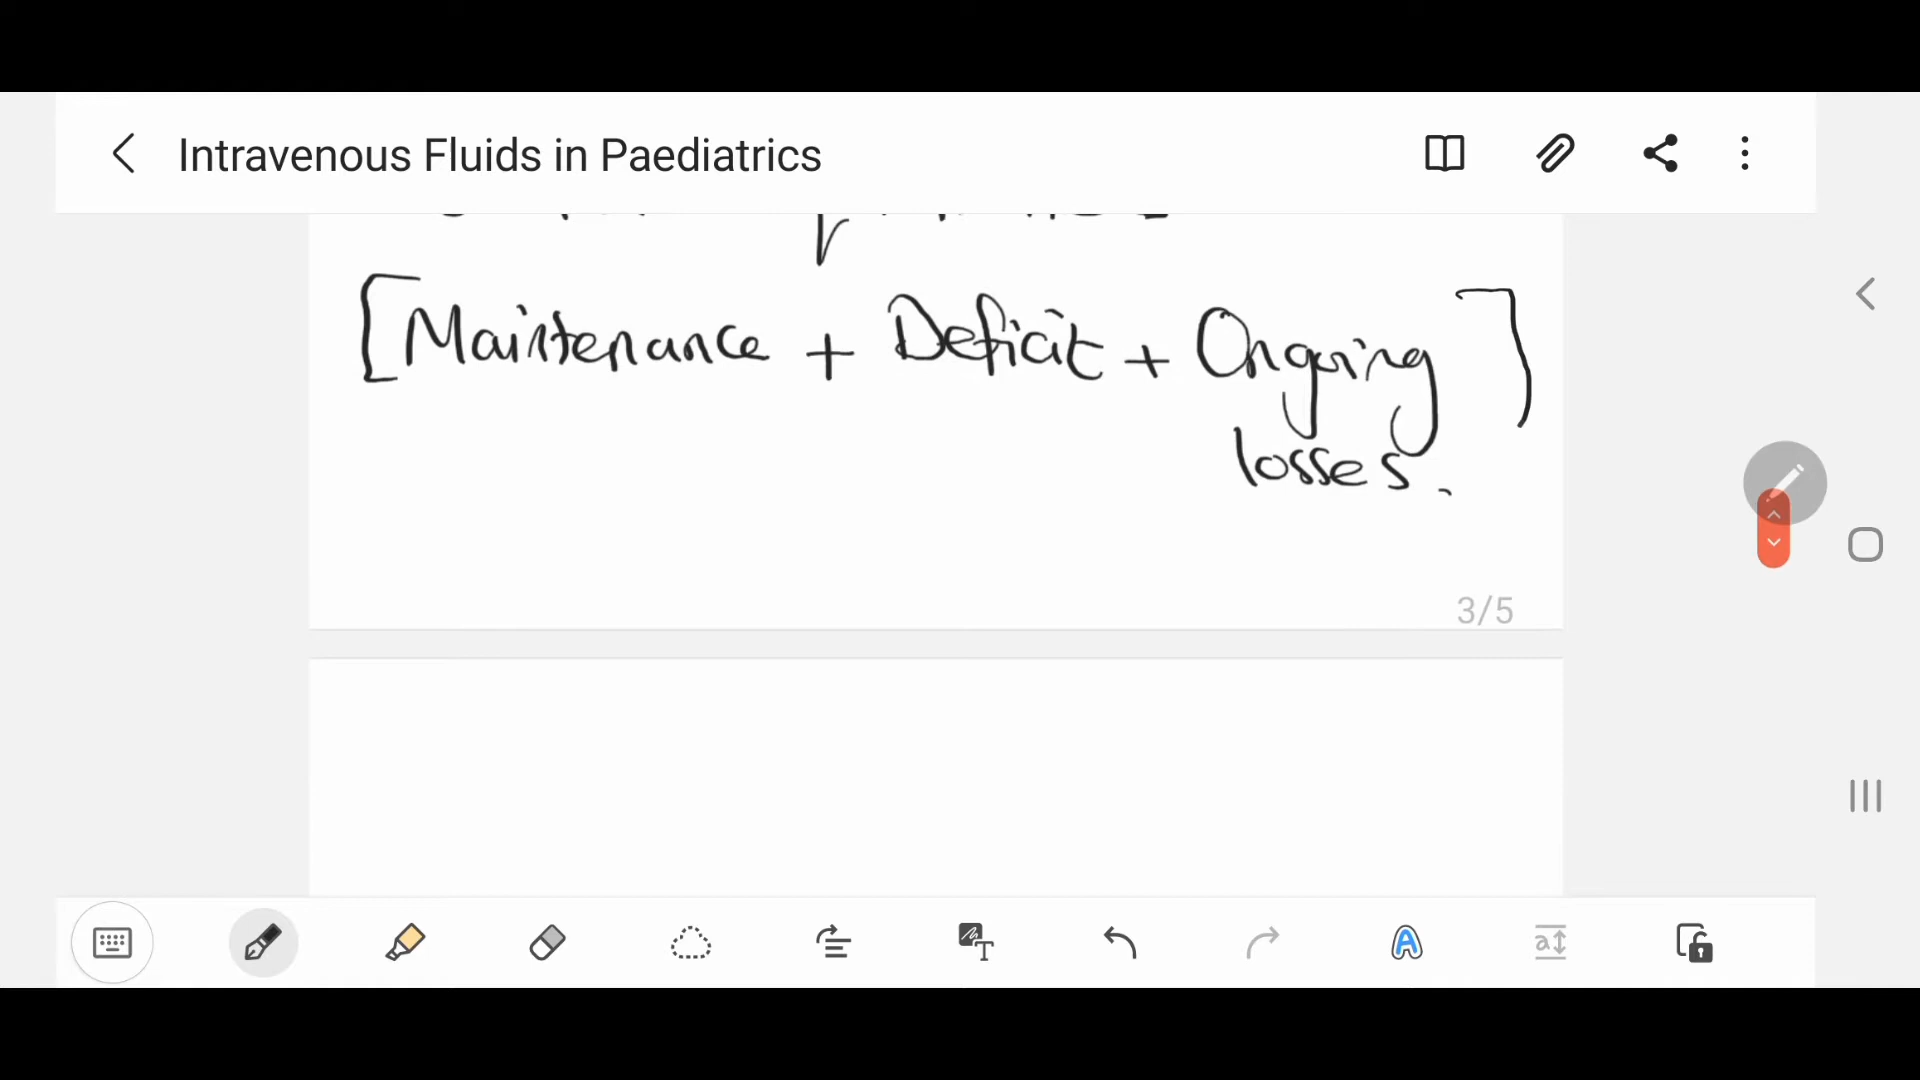 Intravenous Fluids in Paediatrics
[Maintenance + Deficit + Ongoing]
losses.
3/5